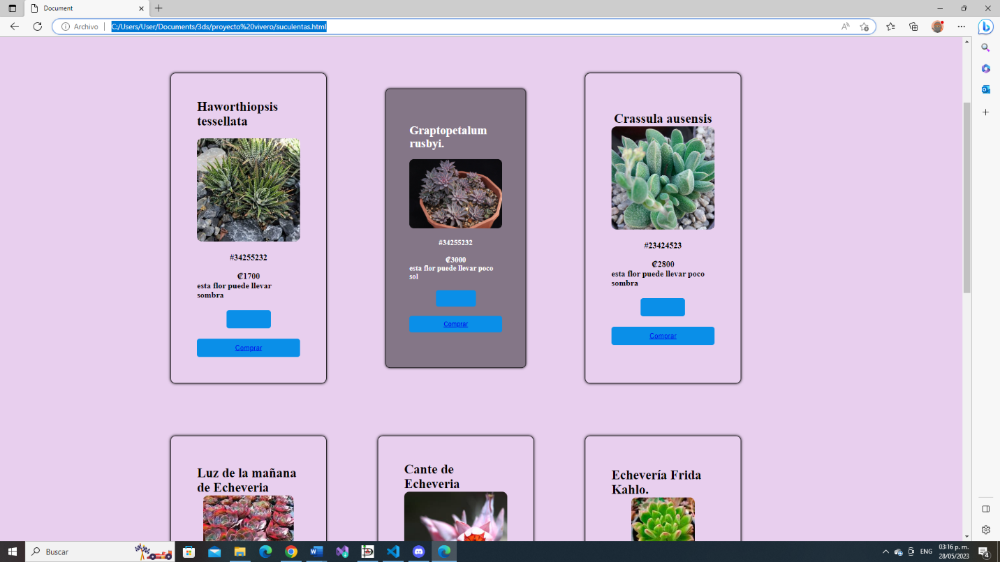 Document
Archivo
C:/Users/User/Documents/3ds/proyecto%20vivero/suculentas.html
Haworthiopsis
tessellata
#34255232
₡1700
esta flor puede llevar
sombra
Comprar
Graptopetalum
rusbyi.
#34255232
₡3000
esta flor puede llevar poco
sol
Comprar
Crassula ausensis
#23424523
₡2800
esta flor puede llevar poco
sombra
Comprar
Luz de la mañana
de Echeveria
Cante de
Echeveria
Echevería Frida
Kahlo.
Buscar
ENG
03:16 p. m.
28/05/2023
4